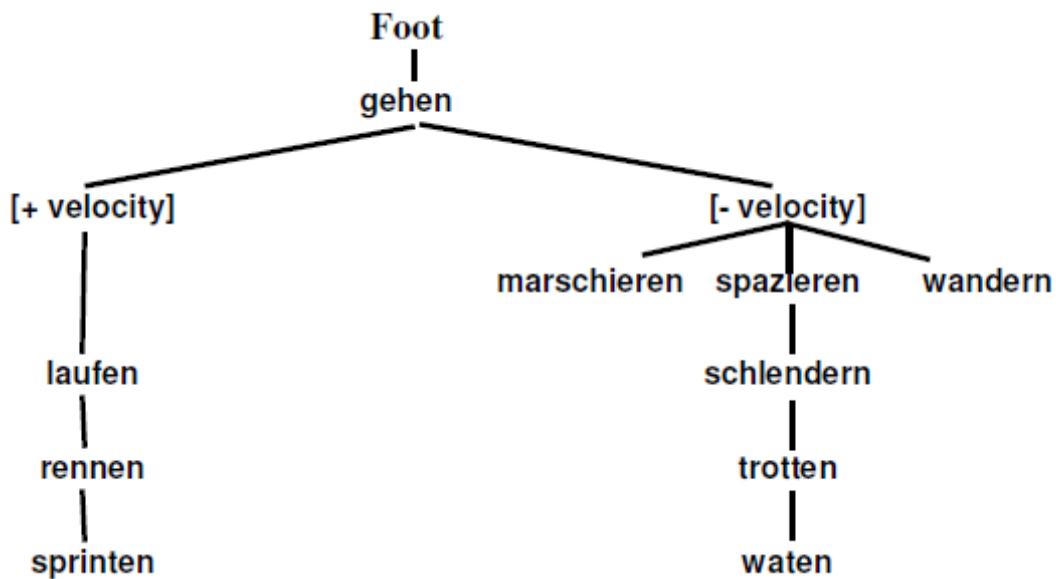 Foot
gehen
[+ velocity]
[- velocity]
marschieren
spazieren
wandern
laufen
schlendern
rennen
trotten
sprinten
waten